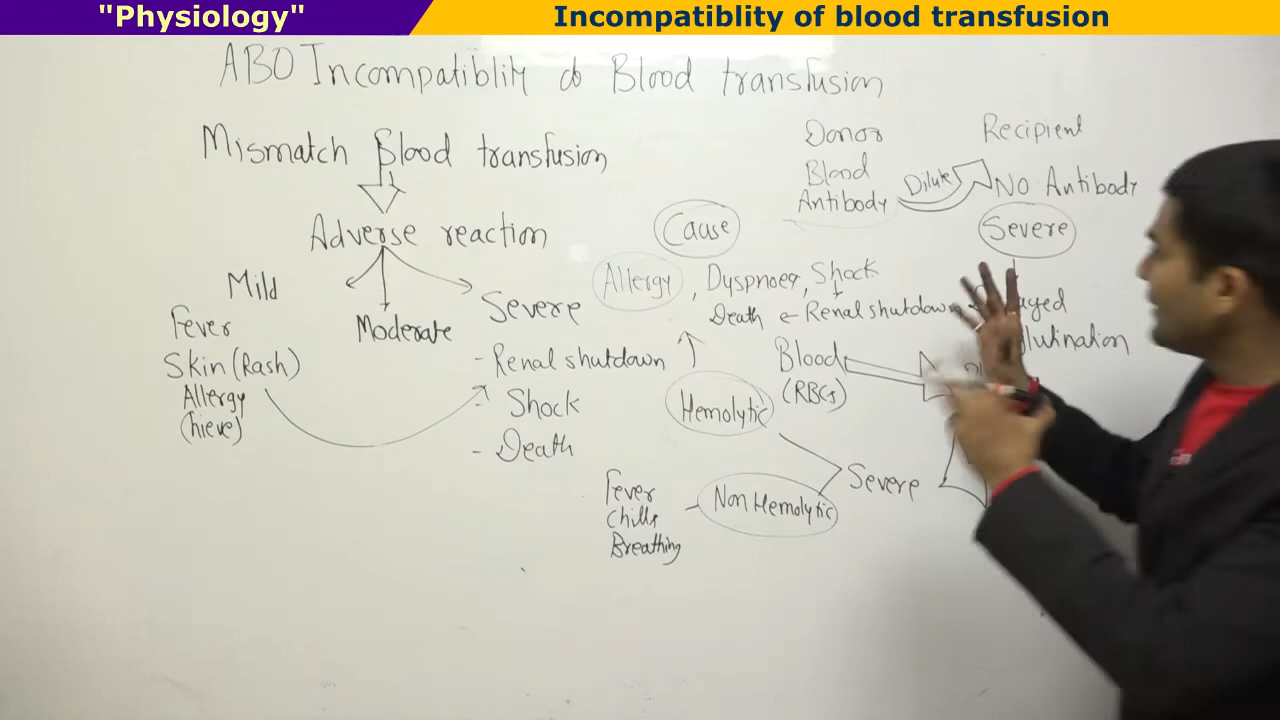 "Physiology"
Incompatiblity of blood transfusion
ABO Incompatiblity of Blood transfusion
Mismatch Blood transfusion
Adverse reaction
Mild
Fever
Skin (Rash)
Allergy
(hieve)
Moderate
Severe
- Renal shutdown
- Shock
- Death
Donor
Blood
Antibody
Dilute
Recipient
NO Antibody
Cause
Severe
Allergy, Dyspnoea, Shock
Death ← Renal shutdown
Blood
(RBCs)
Hemolytic
Non Hemolytic
Severe
Fever
Chills
Breathing